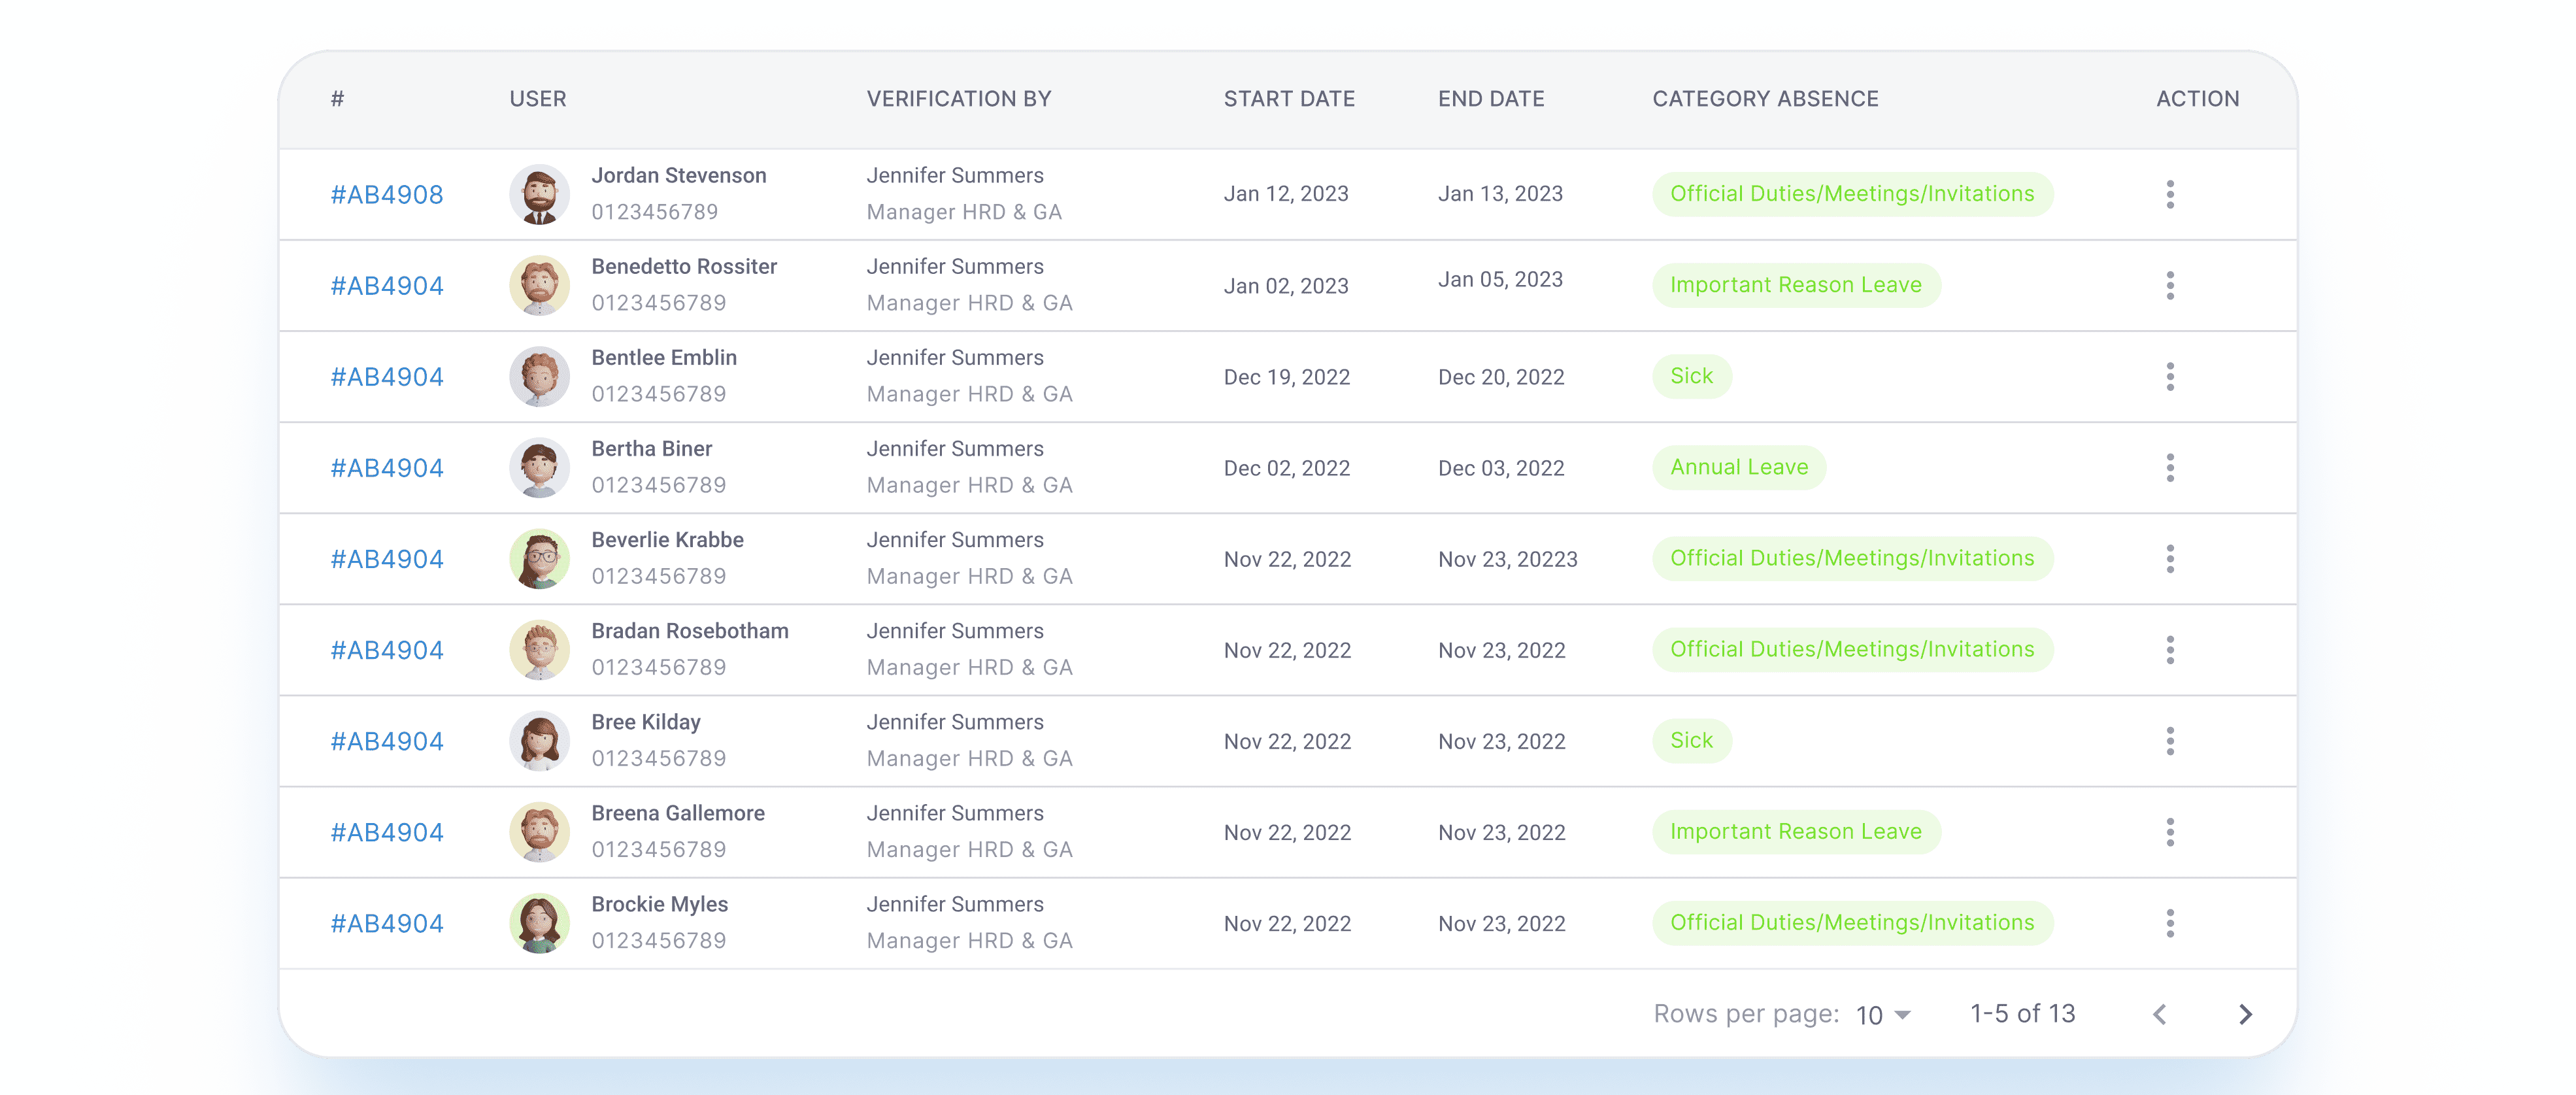 # USER VERIFICATION BY START DATE END DATE CATEGORY ABSENCE ACTION
#AB4908 Jordan Stevenson Jennifer Summers Jan 12, 2023 Jan 13, 2023 Official Duties/Meetings/Invitations
0123456789 Manager HRD & GA
#AB4904 Benedetto Rossiter Jennifer Summers Jan 02, 2023 Jan 05, 2023 Important Reason Leave
0123456789 Manager HRD & GA
#AB4904 Bentlee Emblin Jennifer Summers Dec 19, 2022 Dec 20, 2022 Sick
0123456789 Manager HRD & GA
#AB4904 Bertha Biner Jennifer Summers Dec 02, 2022 Dec 03, 2022 Annual Leave
0123456789 Manager HRD & GA
#AB4904 Beverlie Krabbe Jennifer Summers Nov 22, 2022 Nov 23, 20223 Official Duties/Meetings/Invitations
0123456789 Manager HRD & GA
#AB4904 Bradan Rosebotham Jennifer Summers Nov 22, 2022 Nov 23, 2022 Official Duties/Meetings/Invitations
0123456789 Manager HRD & GA
#AB4904 Bree Kilday Jennifer Summers Nov 22, 2022 Nov 23, 2022 Sick
0123456789 Manager HRD & GA
#AB4904 Breena Gallemore Jennifer Summers Nov 22, 2022 Nov 23, 2022 Important Reason Leave
0123456789 Manager HRD & GA
#AB4904 Brockie Myles Jennifer Summers Nov 22, 2022 Nov 23, 2022 Official Duties/Meetings/Invitations
0123456789 Manager HRD & GA
Rows per page: 10 1-5 of 13